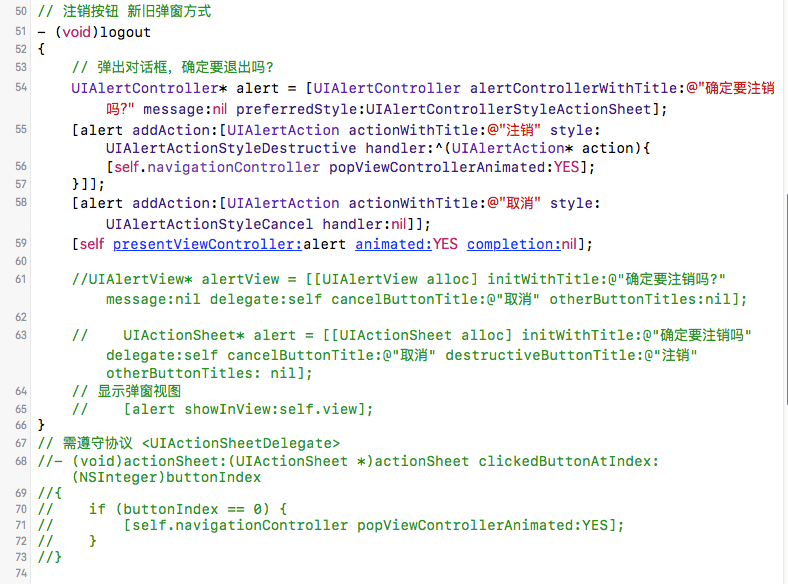 50 // 注销按钮 新旧弹窗方式
51 - (void)logout
52 {
53 // 弹出对话框，确定要退出吗?
54 UIAlertController* alert = [UIAlertController alertControllerWithTitle:@"确定要注销
吗?" message:nil preferredStyle:UIAlertControllerStyleActionSheet];
55 [alert addAction:[UIAlertAction actionWithTitle:@"注销" style:
UIAlertActionStyleDestructive handler:^(UIAlertAction* action){
56 [self.navigationController popViewControllerAnimated:YES];
57 }]];
58 [alert addAction:[UIAlertAction actionWithTitle:@"取消" style:
UIAlertActionStyleCancel handler:nil]];
59 [self presentViewController:alert animated:YES completion:nil];
60
61 //UIAlertView* alertView = [[UIAlertView alloc] initWithTitle:@"确定要注销吗?"
message:nil delegate:self cancelButtonTitle:@"取消" otherButtonTitles:nil];
62
63 // UIActionSheet* alert = [[UIActionSheet alloc] initWithTitle:@"确定要注销吗"
delegate:self cancelButtonTitle:@"取消" destructiveButtonTitle:@"注销"
otherButtonTitles: nil];
64 // 显示弹窗视图
65 // [alert showInView:self.view];
66 }
67 // 需遵守协议 <UIActionSheetDelegate>
68 //- (void)actionSheet:(UIActionSheet *)actionSheet clickedButtonAtIndex:
(NSInteger)buttonIndex
69 //{
70 // if (buttonIndex == 0) {
71 // [self.navigationController popViewControllerAnimated:YES];
72 // }
73 //}
74